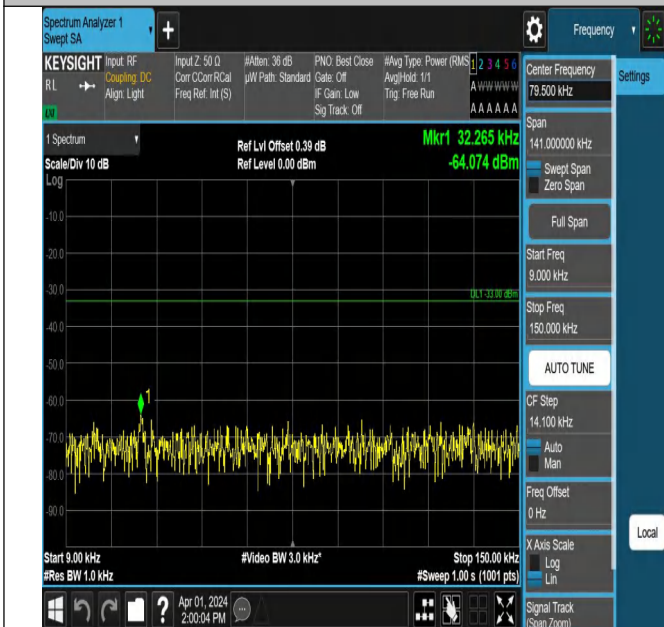 Spectrum Analyzer 1
Swept SA
Frequency
KEYSIGHT
RL
Input: RF
Coupling: DC
Align: Light
Input Z: 50 Ω
Corr CCorr RCal
Freq Ref: Int (S)
#Atten: 36 dB
µW Path: Standard
PNO: Best Close
Gate: Off
IF Gain: Low
Sig Track: Off
#Avg Type: Power (RMS
Avg|Hold: 1/1
Trig: Free Run
1 2 3 4 5 6
A W W W W W
A A A A A A
LXI
1 Spectrum
Scale/Div 10 dB
Log
Ref Lvl Offset 0.39 dB
Ref Level 0.00 dBm
Mkr1 32.265 kHz
-64.074 dBm
-10.0
-20.0
-30.0
DL1 -33.00 dBm
-40.0
-50.0
-60.0
1
-70.0
-80.0
-90.0
Start 9.00 kHz
#Res BW 1.0 kHz
#Video BW 3.0 kHz*
Stop 150.00 kHz
#Sweep 1.00 s (1001 pts)
?
Apr 01, 2024
2:00:04 PM
Center Frequency
79.500 kHz
Settings
Span
141.000000 kHz
Swept Span
Zero Span
Full Span
Start Freq
9.000 kHz
Stop Freq
150.000 kHz
AUTO TUNE
CF Step
14.100 kHz
Auto
Man
Freq Offset
0 Hz
X Axis Scale
Log
Lin
Local
Signal Track
(Span Zoom)